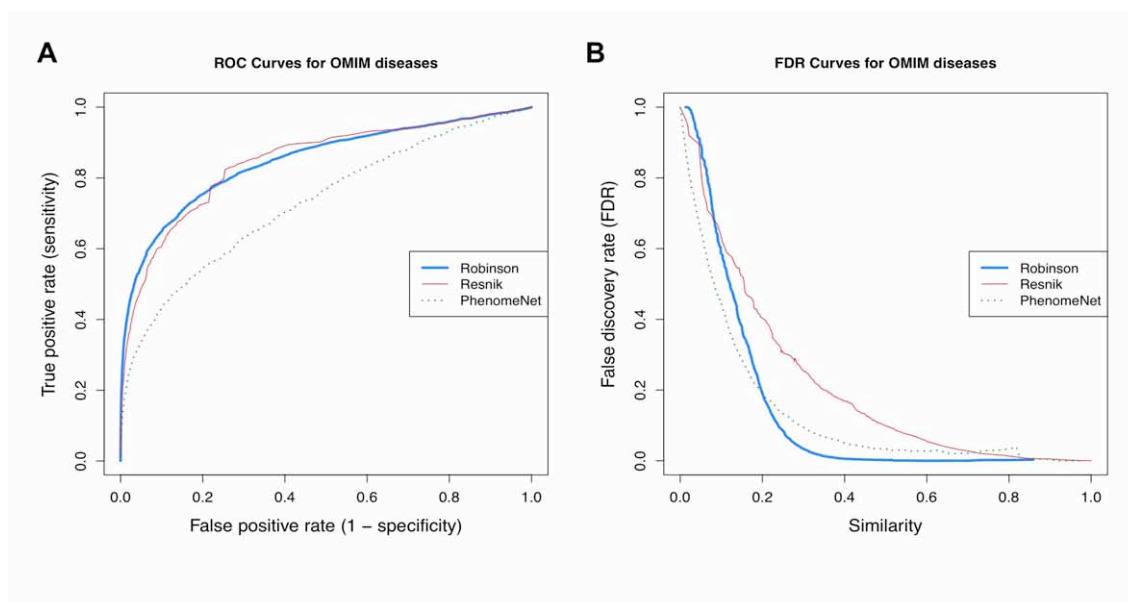 A
ROC Curves for OMIM diseases
True positive rate (sensitivity)
1.0
0.8
0.6
0.4
0.2
0.0
Robinson
Resnik
PhenomeNet
0.0 0.2 0.4 0.6 0.8 1.0
False positive rate (1 − specificity)
B
FDR Curves for OMIM diseases
False discovery rate (FDR)
1.0
0.8
0.6
0.4
0.2
0.0
Robinson
Resnik
PhenomeNet
0.0 0.2 0.4 0.6 0.8 1.0
Similarity